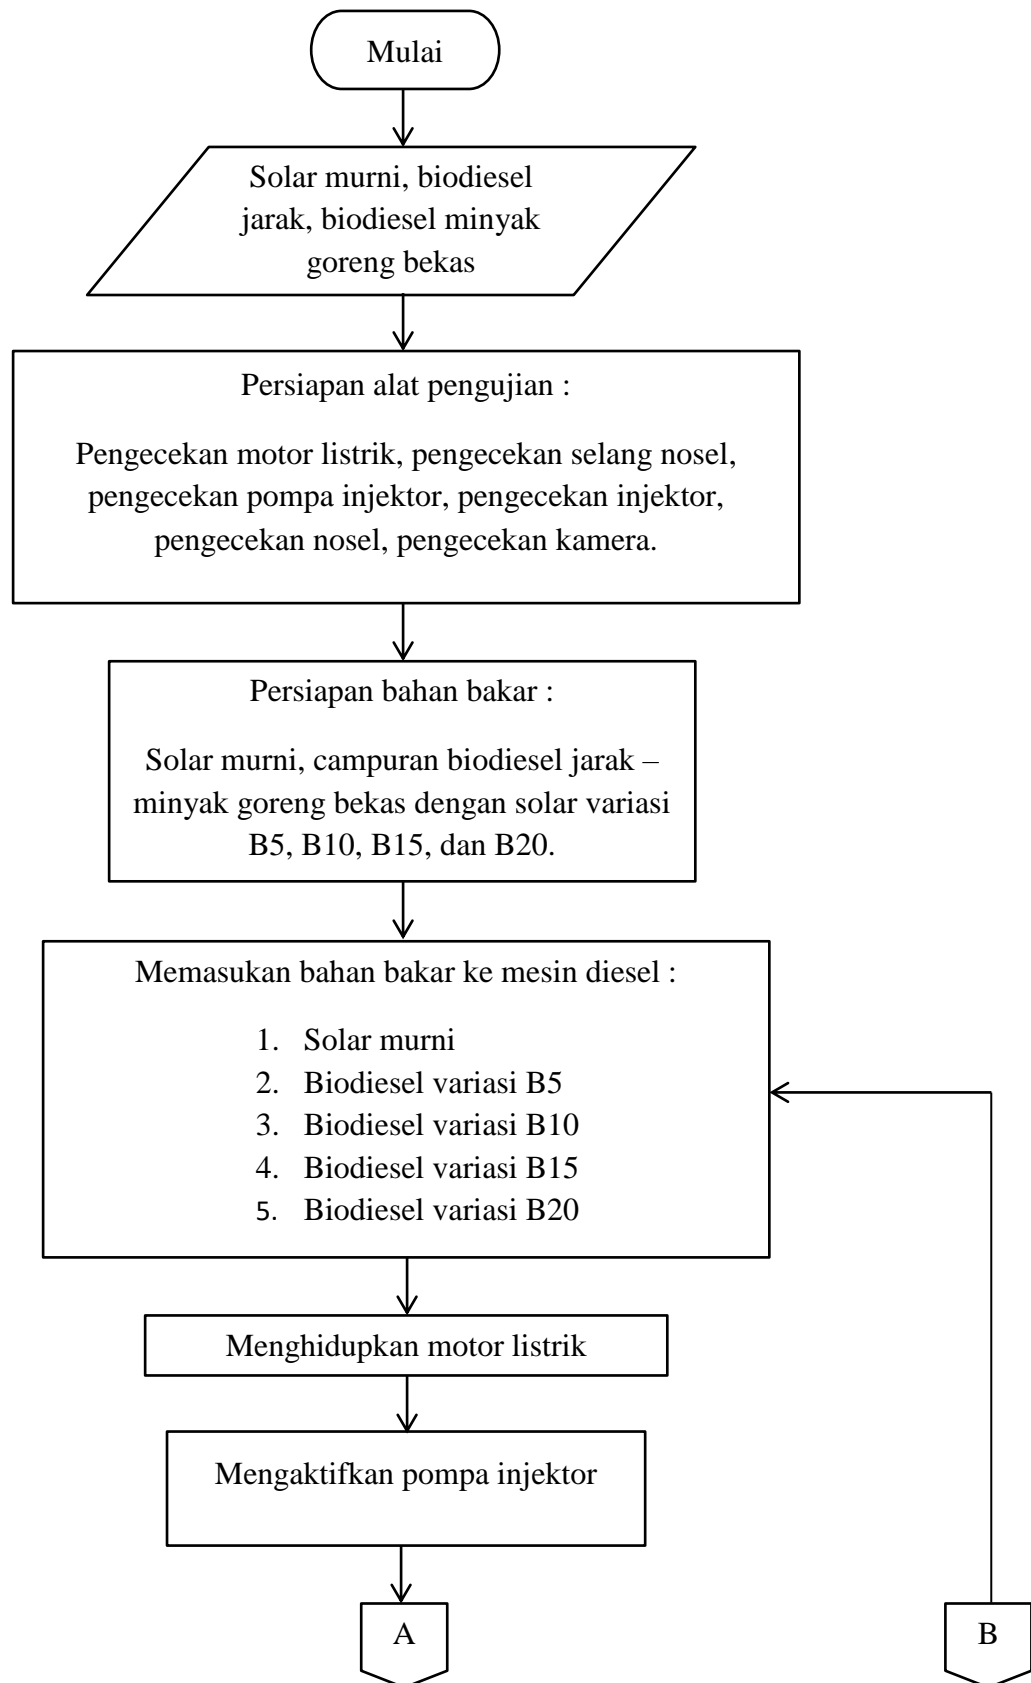 Mulai
Solar murni, biodiesel
jarak, biodiesel minyak
goreng bekas
Persiapan alat pengujian :
Pengecekan motor listrik, pengecekan selang nosel,
pengecekan pompa injektor, pengecekan injektor,
pengecekan nosel, pengecekan kamera.
Persiapan bahan bakar :
Solar murni, campuran biodiesel jarak –
minyak goreng bekas dengan solar variasi
B5, B10, B15, dan B20.
Memasukan bahan bakar ke mesin diesel :
1. Solar murni
2. Biodiesel variasi B5
3. Biodiesel variasi B10
4. Biodiesel variasi B15
5. Biodiesel variasi B20
Menghidupkan motor listrik
Mengaktifkan pompa injektor
A
B